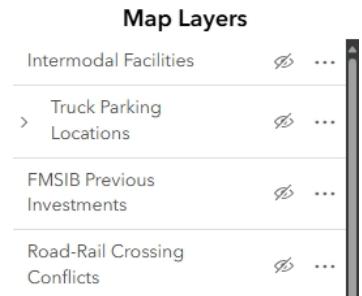 Map Layers
Intermodal Facilities
Truck Parking
Locations
FMSIB Previous
Investments
Road-Rail Crossing
Conflicts